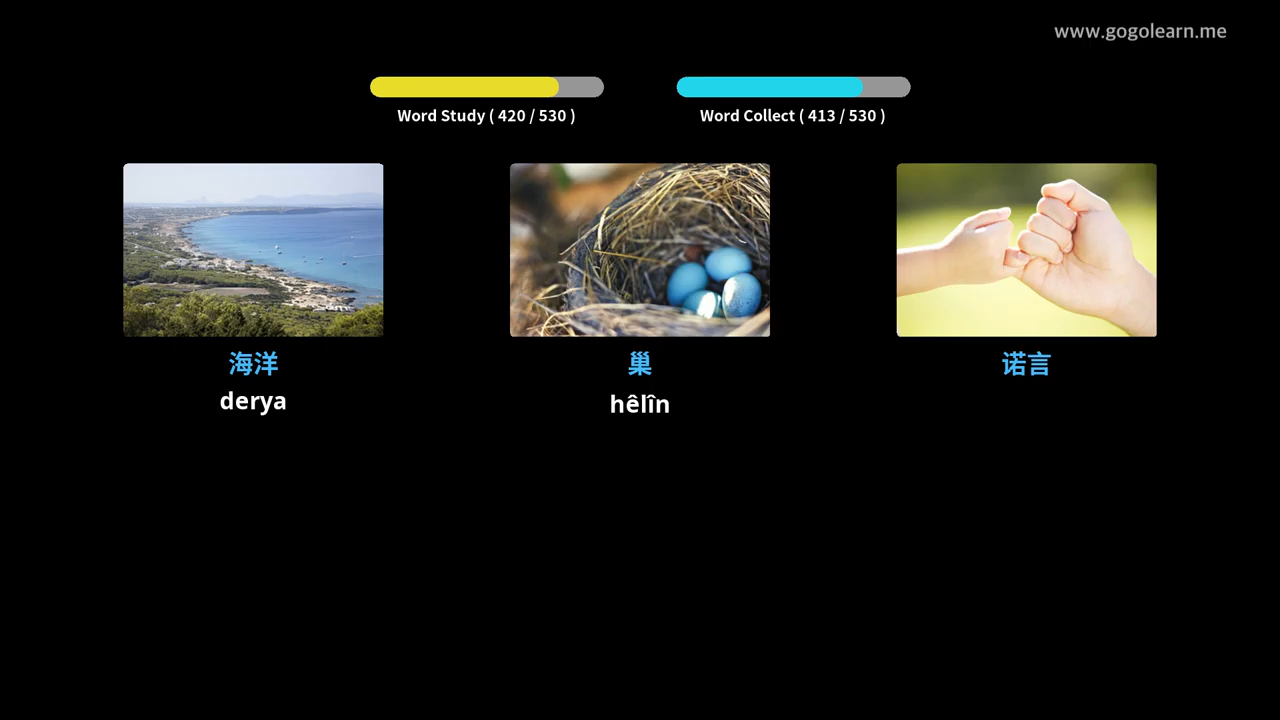 www.gogolearn.me
Word Study ( 420 / 530 )
Word Collect ( 413 / 530 )
海洋
巢
诺言
derya
hêlîn